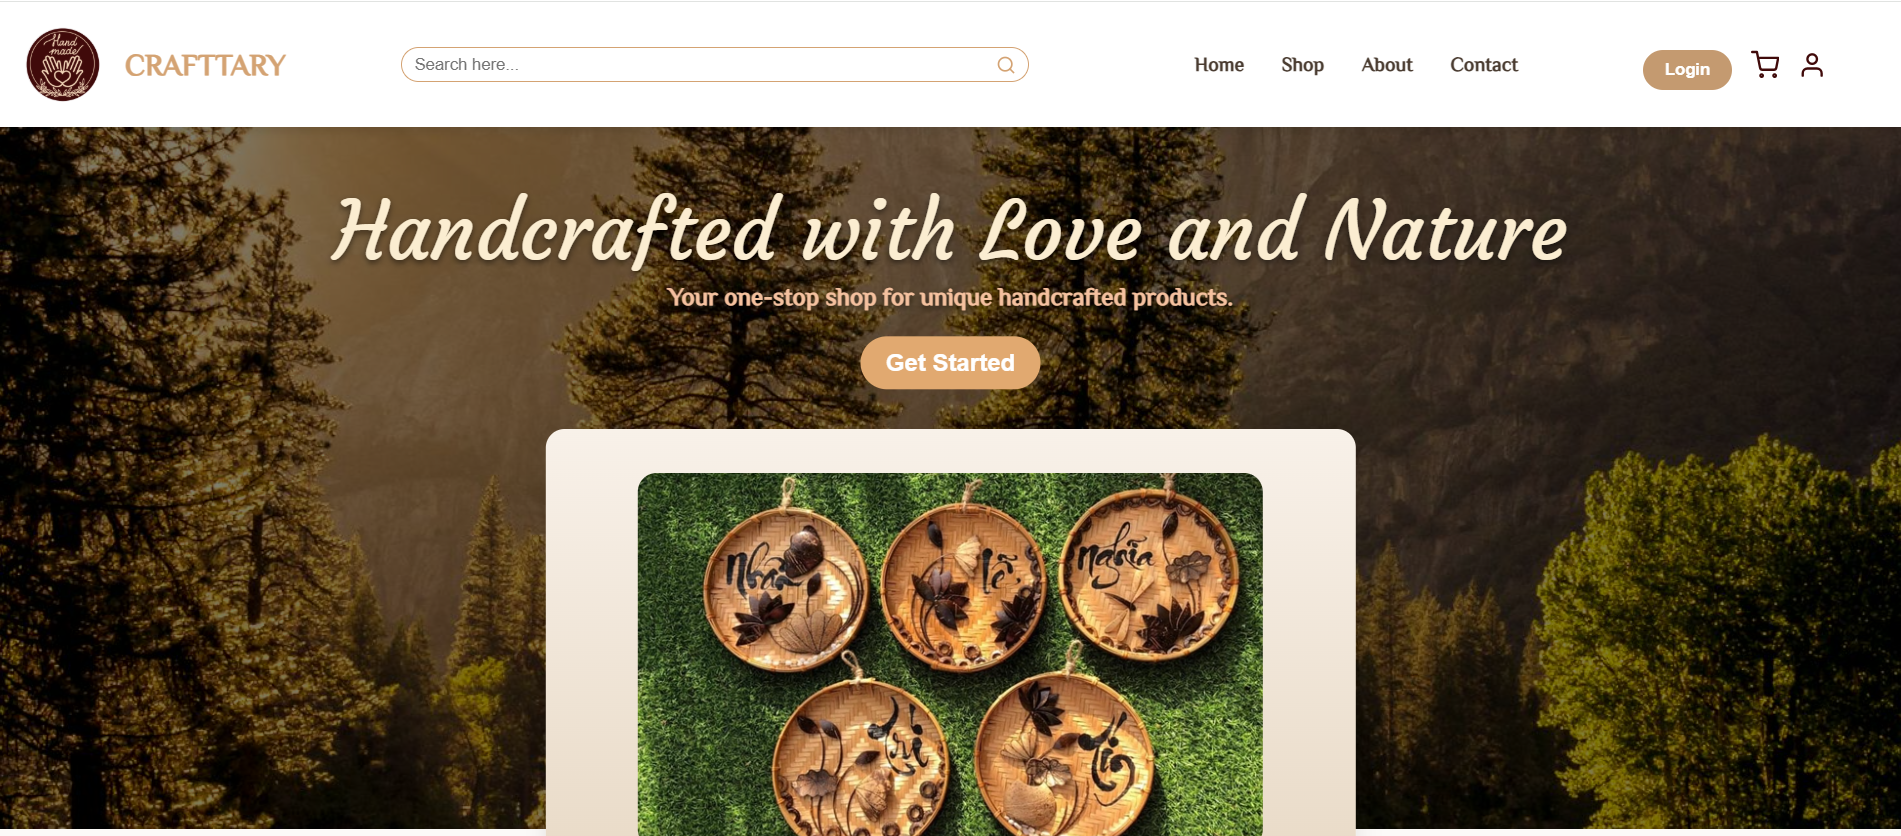 Hand
made
CRAFTTARY
Search here...
Home
Shop
About
Contact
Login
Handcrafted with Love and Nature
Your one-stop shop for unique handcrafted products.
Get Started
Nhân
lễ
nghĩa
Trí
Tín